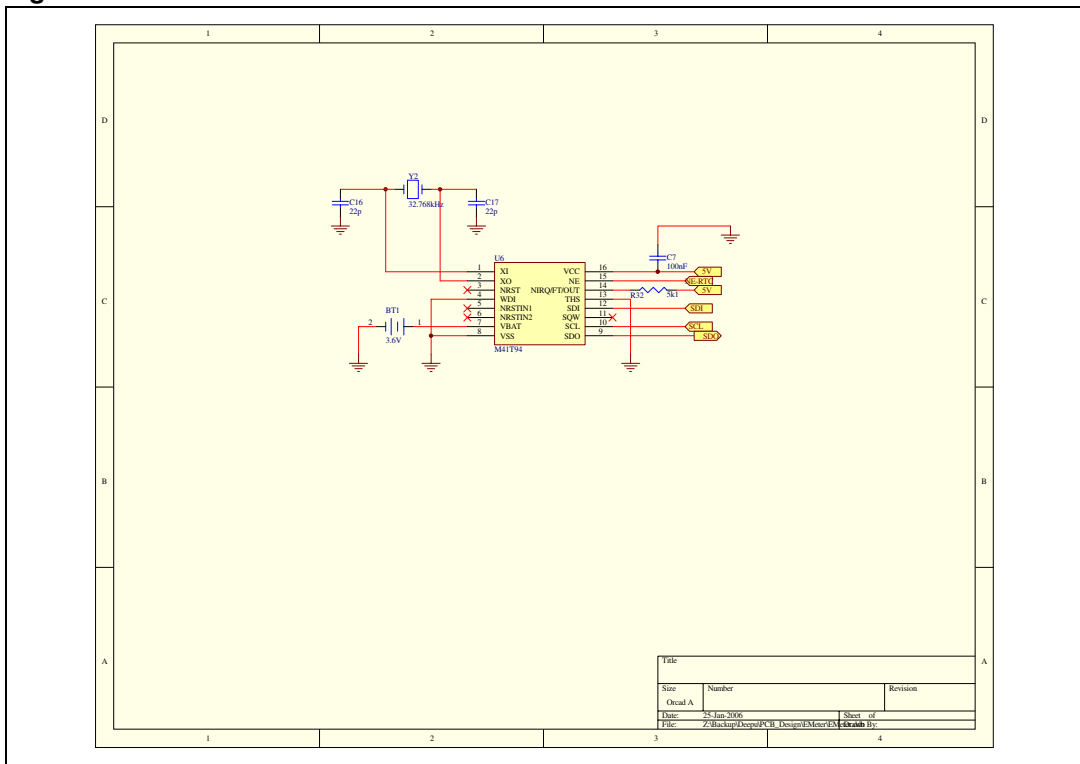 1 2 3 4
D D
Y2
C16
22p
32.768kHz
C17
22p
C7
100nF
U6
1 XI VCC 16 5V
2 XO NE 15 NE-RTC
3 NRST NIRQ/FT/OUT 14 R32 5k1 5V
4 WDI THS 13
5 NRSTIN1 SDI 12 SDI
6 NRSTIN2 SQW 11
7 VBAT SCL 10 SCL
8 VSS SDO 9 SDO
M41T94
BT1
2 1
3.6V
C C
B B
A A
Title
Size Number Revision
Orcad A
Date: 25-Jan-2006 Sheet of
File: Z:\Backup\Deepu\PCB_Design\EMeter\ By:
1 2 3 4